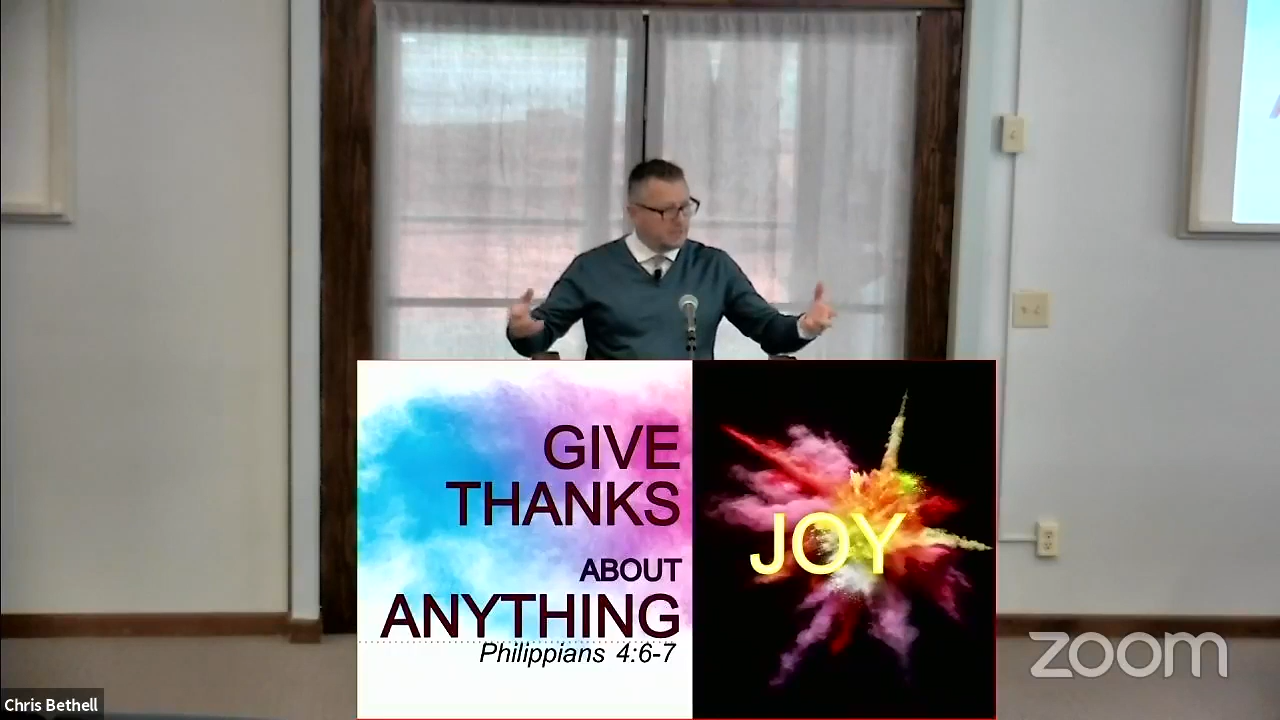 GIVE
THANKS
ABOUT
ANYTHING
Philippians 4:6-7
JOY
zoom
Chris Bethell